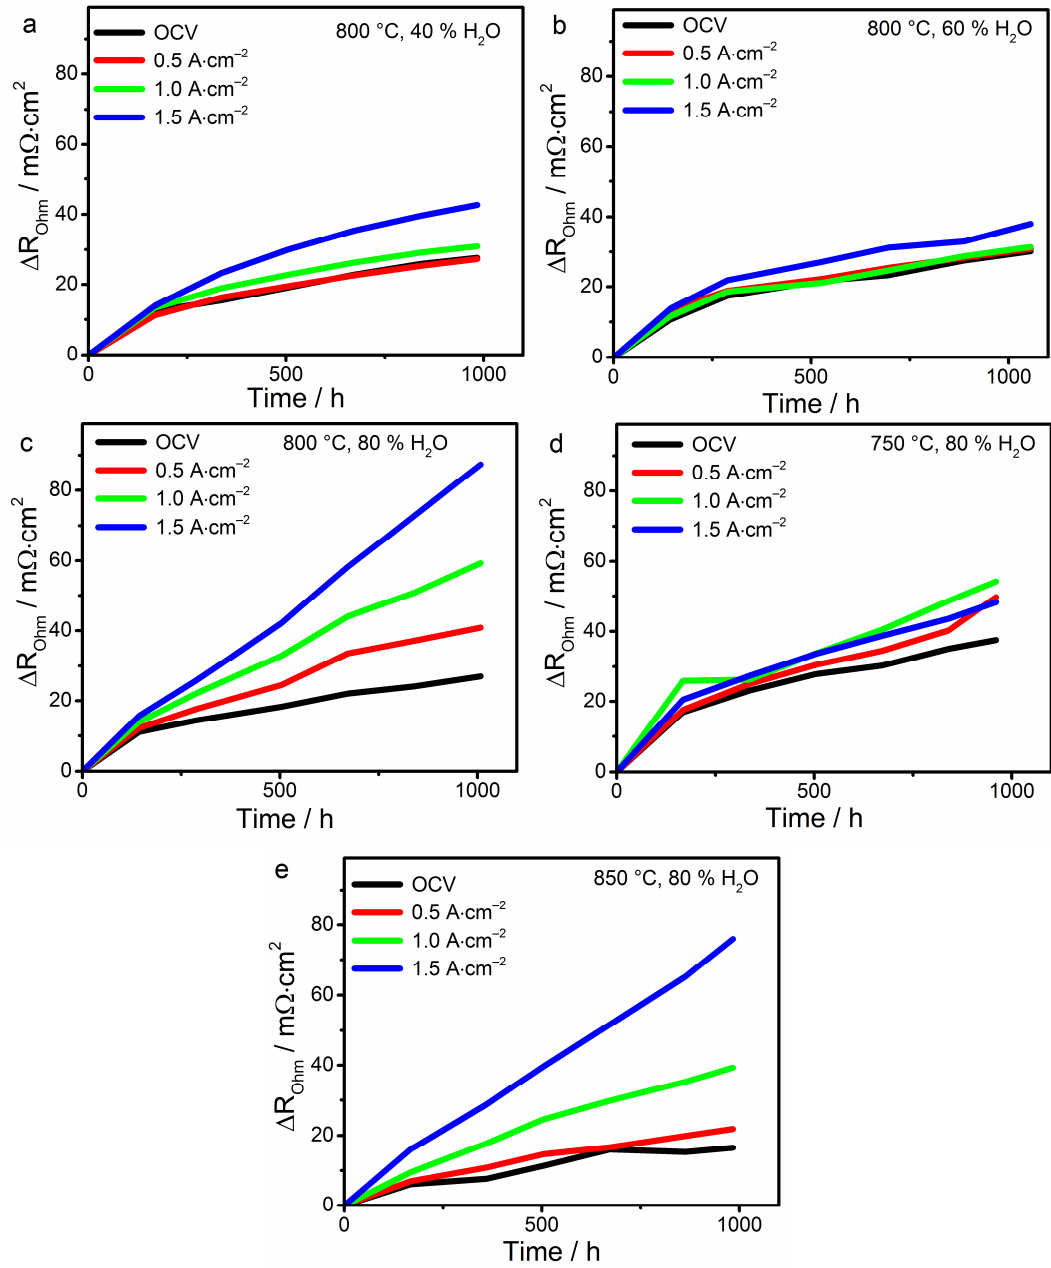 a
OCV
0.5 A·cm⁻²
1.0 A·cm⁻²
1.5 A·cm⁻²
800 °C, 40 % H₂O
80
60
40
20
0
0 500 1000
ΔR_Ohm / mΩ·cm²
Time / h
b
OCV
0.5 A·cm⁻²
1.0 A·cm⁻²
1.5 A·cm⁻²
800 °C, 60 % H₂O
80
60
40
20
0
0 500 1000
ΔR_Ohm / mΩ·cm²
Time / h
c
OCV
0.5 A·cm⁻²
1.0 A·cm⁻²
1.5 A·cm⁻²
800 °C, 80 % H₂O
80
60
40
20
0
0 500 1000
ΔR_Ohm / mΩ·cm²
Time / h
d
OCV
0.5 A·cm⁻²
1.0 A·cm⁻²
1.5 A·cm⁻²
750 °C, 80 % H₂O
80
60
40
20
0
0 500 1000
ΔR_Ohm / mΩ·cm²
Time / h
e
OCV
0.5 A·cm⁻²
1.0 A·cm⁻²
1.5 A·cm⁻²
850 °C, 80 % H₂O
80
60
40
20
0
0 500 1000
ΔR_Ohm / mΩ·cm²
Time / h